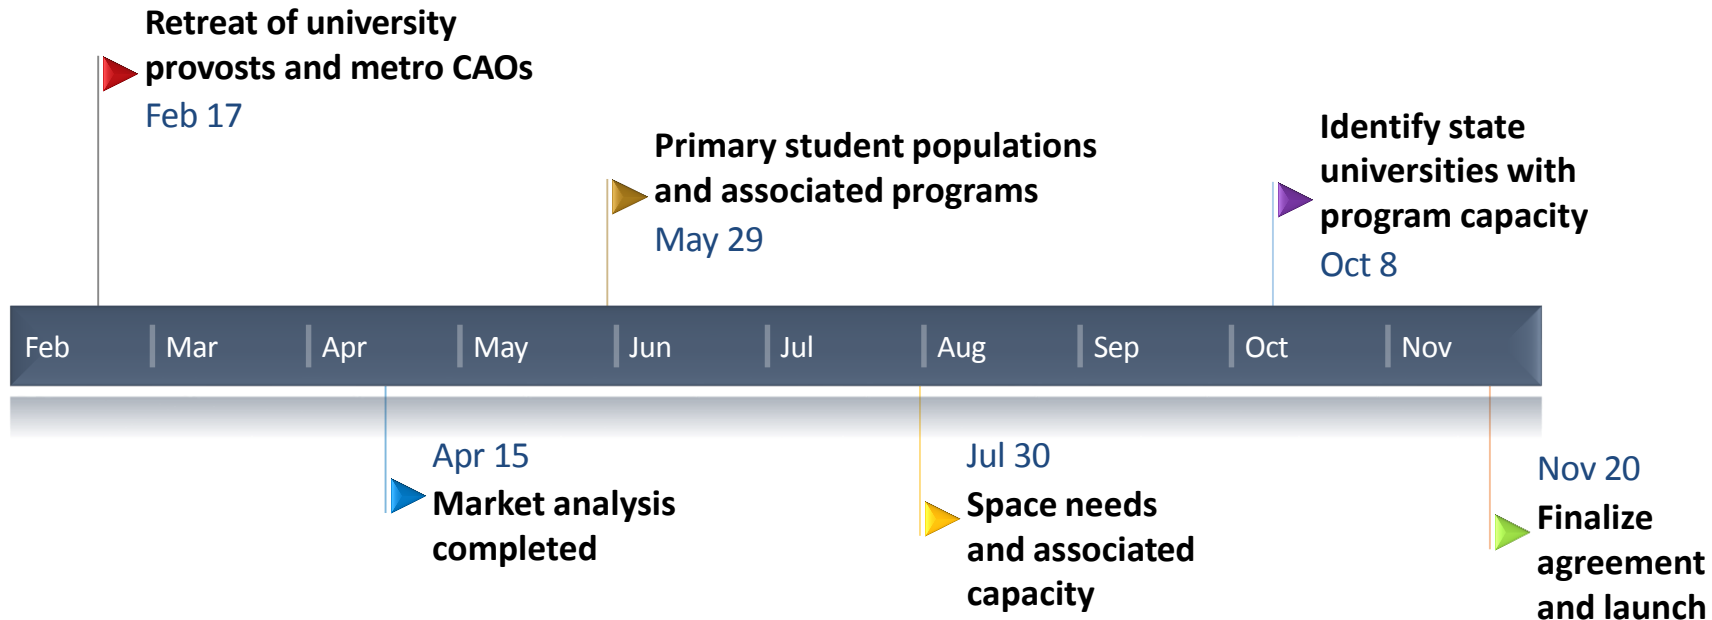 Retreat of university
provosts and metro CAOs
Feb 17
Primary student populations
and associated programs
May 29
Identify state
universities with
program capacity
Oct 8
Feb Mar Apr May Jun Jul Aug Sep Oct Nov
Apr 15
Market analysis
completed
Jul 30
Space needs
and associated
capacity
Nov 20
Finalize
agreement
and launch